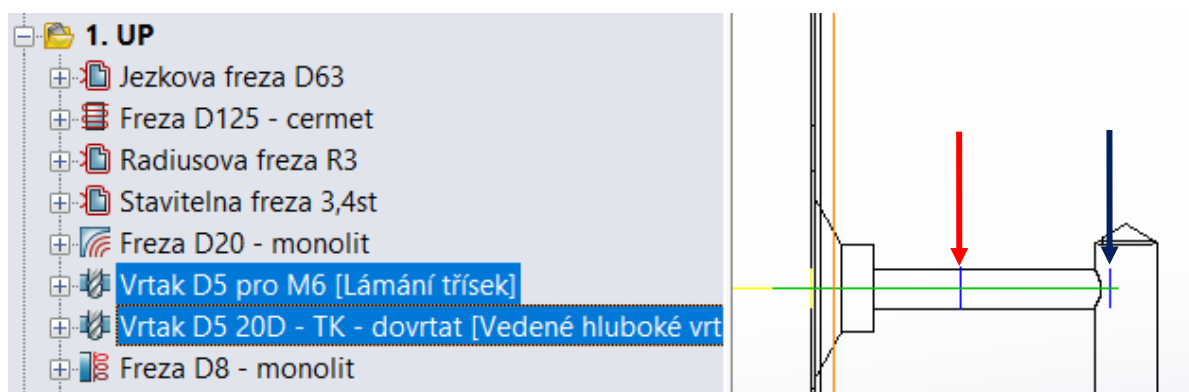 1. UP
Jezkova freza D63
Freza D125 - cermet
Radiusova freza R3
Stavitelna freza 3,4st
Freza D20 - monolit
Vrtak D5 pro M6 [Lámání třísek]
Vrtak D5 20D - TK - dovrtat [Vedené hluboké vrt
Freza D8 - monolit